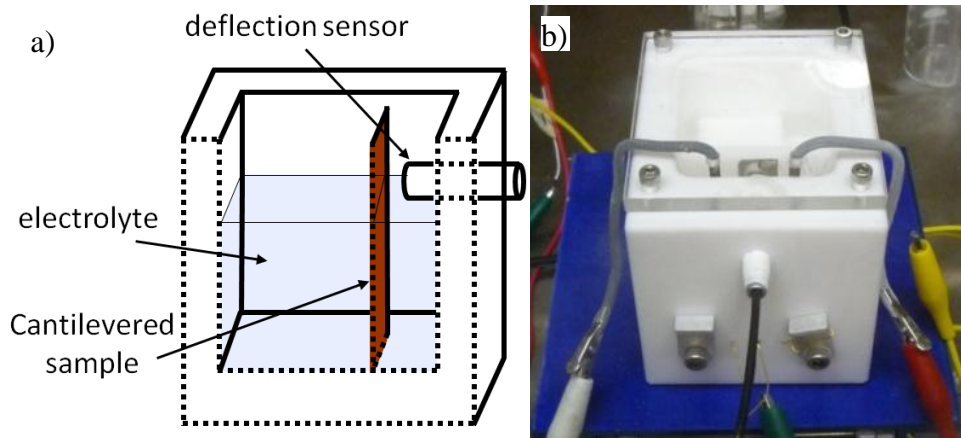 a)
deflection sensor
electrolyte
Cantilevered
sample
b)